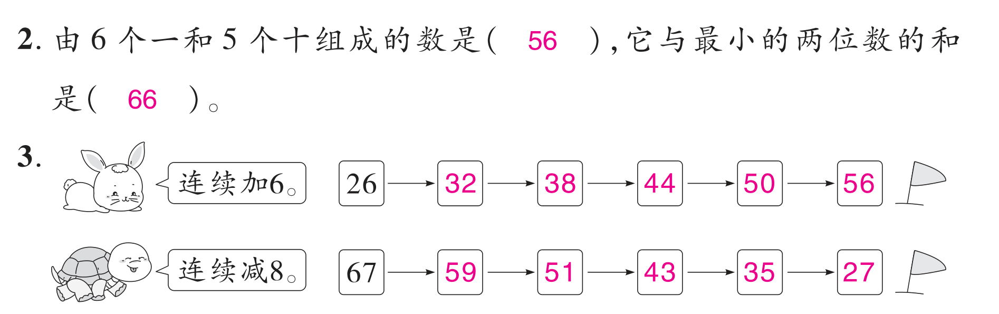 2. 由 6 个一和 5 个十组成的数是( 56 ),它与最小的两位数的和
是( 66 )。
3. 连续加6。 26 32 38 44 50 56
连续减8。 67 59 51 43 35 27